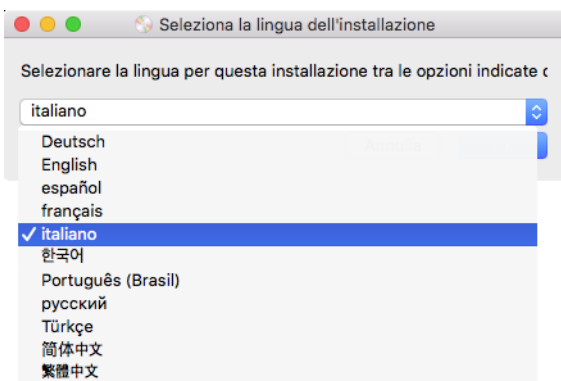 Seleziona la lingua dell'installazione
Selezionare la lingua per questa installazione tra le opzioni indicate
italiano
Deutsch
English
español
français
✓ italiano
한국어
Português (Brasil)
русский
Türkçe
简体中文
繁體中文